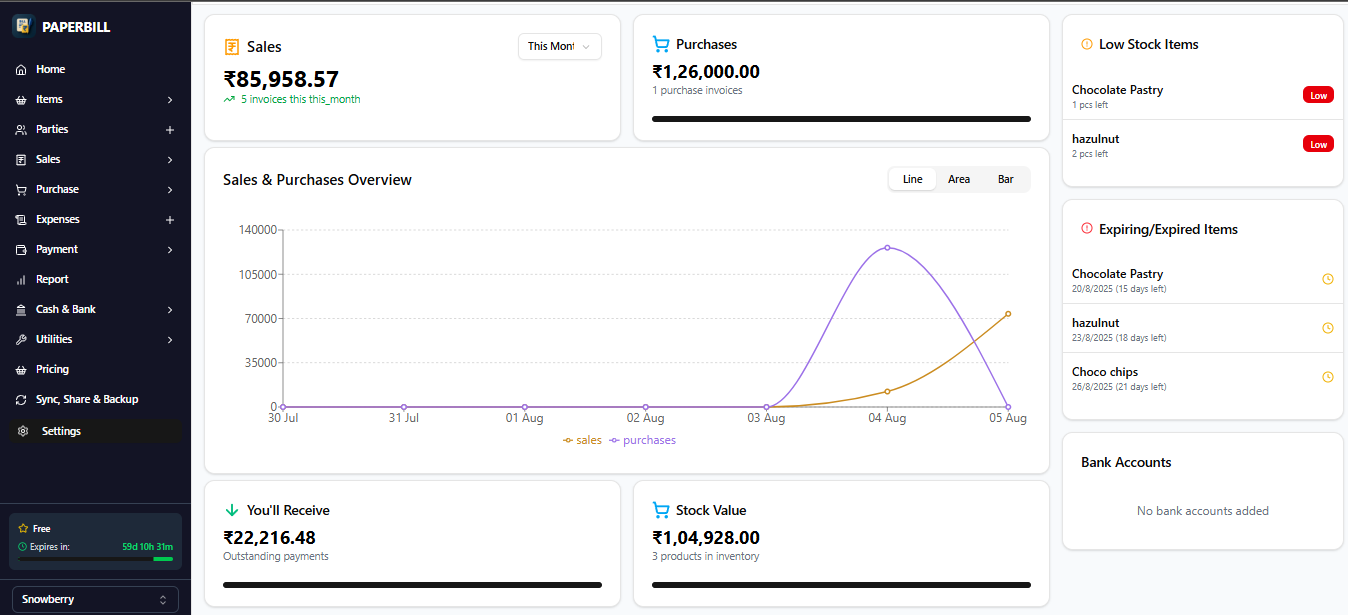 PAPERBILL
Home
Items
Parties
Sales
Purchase
Expenses
Payment
Report
Cash & Bank
Utilities
Pricing
Sync, Share & Backup
Settings
Free
Expires in: 59d 10h 31m
Snowberry
Sales
This Mont
₹85,958.57
5 invoices this this_month
Purchases
₹1,26,000.00
1 purchase invoices
Sales & Purchases Overview
Line Area Bar
140000
105000
70000
35000
0
30 Jul 31 Jul 01 Aug 02 Aug 03 Aug 04 Aug 05 Aug
sales purchases
You'll Receive
₹22,216.48
Outstanding payments
Stock Value
₹1,04,928.00
3 products in inventory
Low Stock Items
Chocolate Pastry
1 pcs left
Low
hazulnut
2 pcs left
Low
Expiring/Expired Items
Chocolate Pastry
20/8/2025 (15 days left)
hazulnut
23/8/2025 (18 days left)
Choco chips
26/8/2025 (21 days left)
Bank Accounts
No bank accounts added